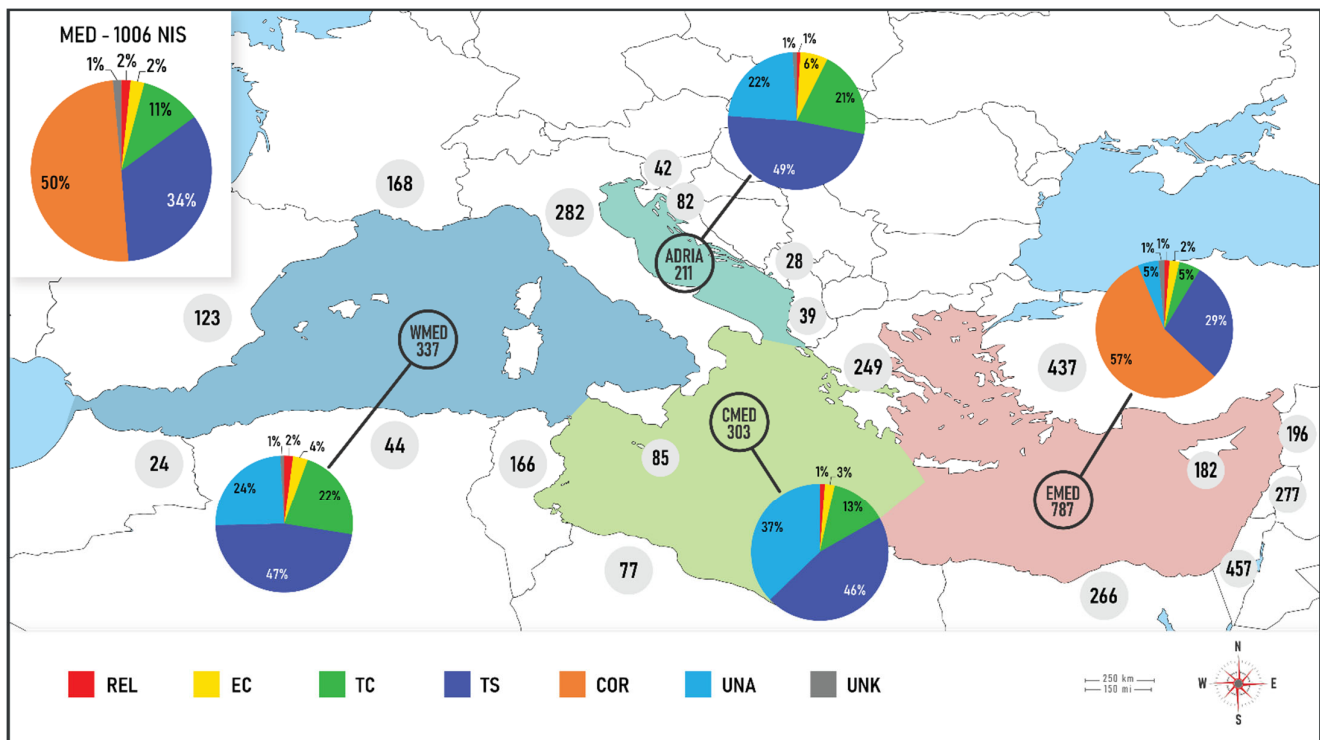 MED - 1006 NIS
1%
2%
2%
11%
50%
34%
1%
1%
6%
22%
21%
49%
168
42
282
82
ADRIA
211
28
39
123
WMED
337
1%
1%
2%
5%
5%
29%
57%
249
437
CMED
303
24
44
166
85
196
182
277
EMED
787
1%
2%
4%
24%
22%
47%
1%
3%
13%
37%
46%
77
457
266
REL
EC
TC
TS
COR
UNA
UNK
250 km
150 mi
N
W
E
S